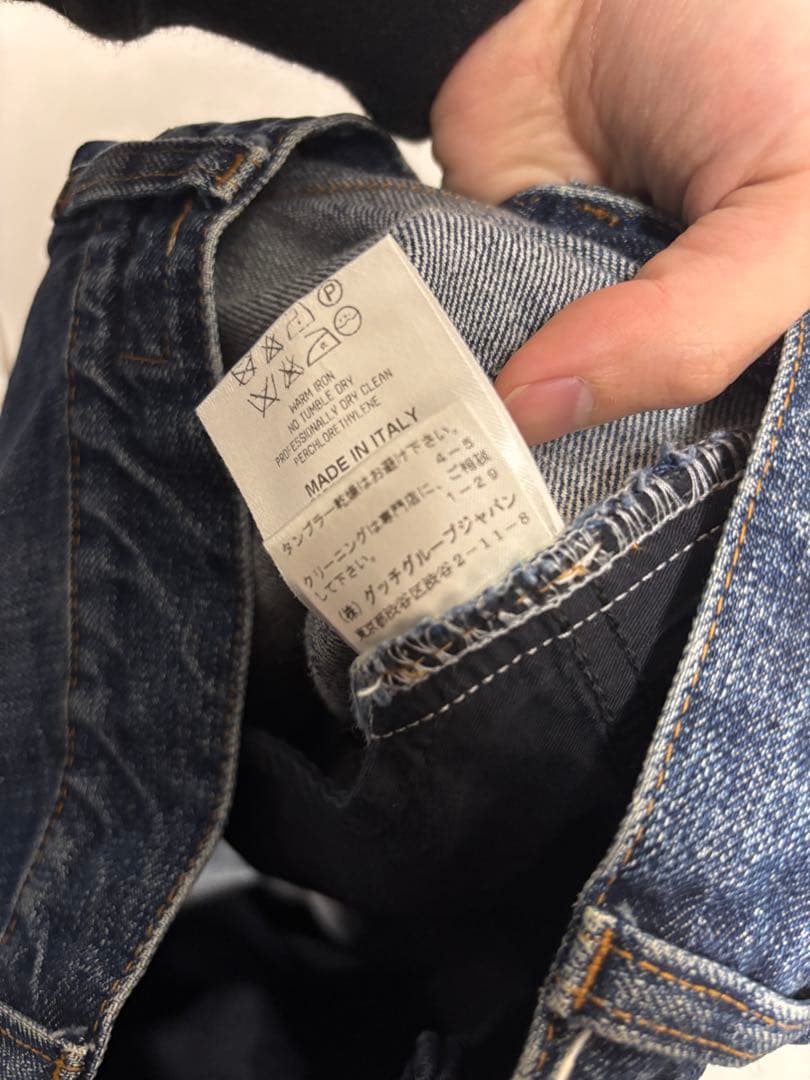 P
WARM IRON
NO TUMBLE DRY
PROFESSIONALLY DRY CLEAN
PERCHLORETHYLENE
MADE IN ITALY
4-5
タンブラー乾燥はお避け下さい。
1-29
クリーニングは専門店に、ご相談
して下さい。
(株) グッチグループジャパン
東京都渋谷区渋谷2-11-8